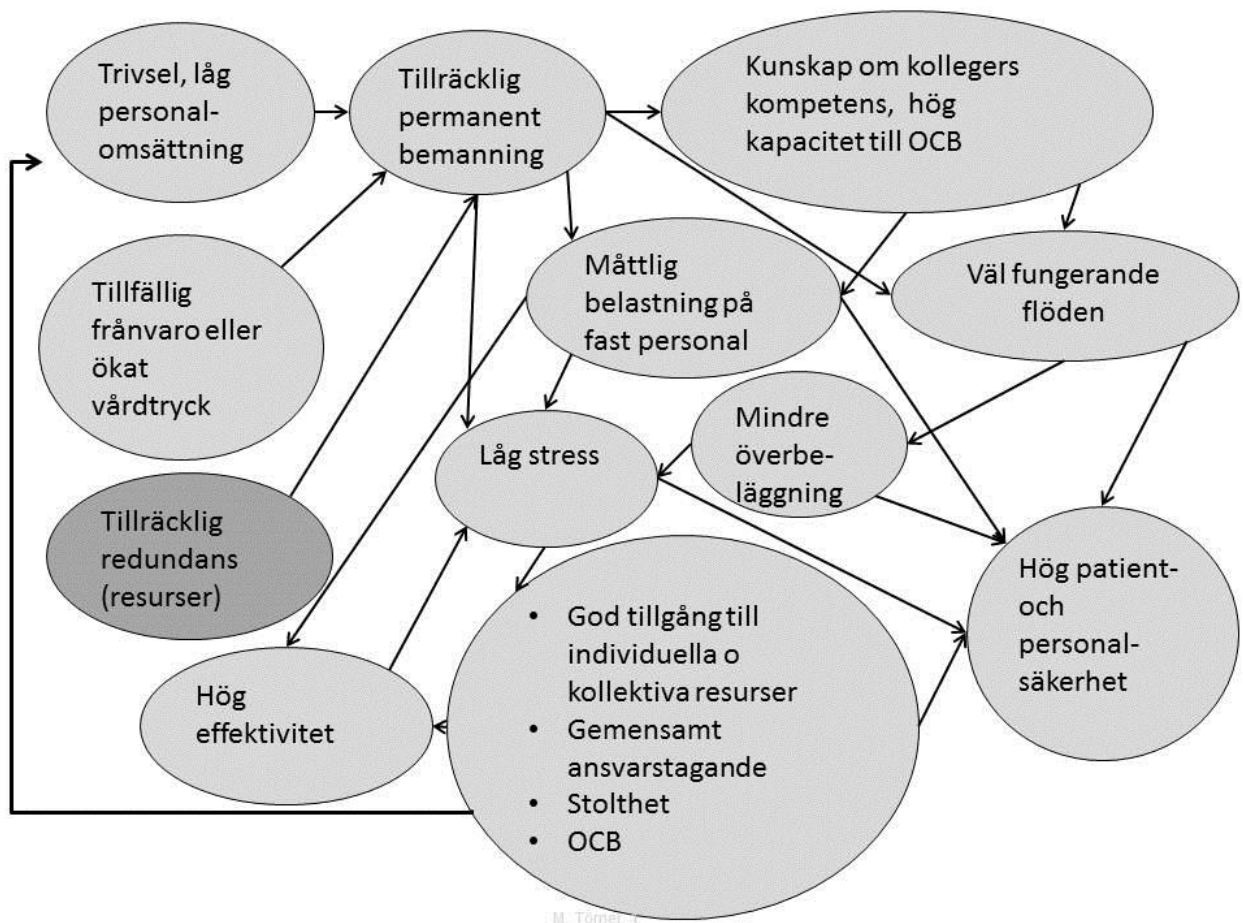 Trivsel, låg
personal-
omsättning
Tillräcklig
permanent
bemanning
Kunskap om kollegers
kompetens, hög
kapacitet till OCB
Tillfällig
frånvaro eller
ökat
vårdtryck
Måttlig
belastning på
fast personal
Väl fungerande
flöden
Låg stress
Mindre
överbe-
läggning
Tillräcklig
redundans
(resurser)
Hög patient-
och
personal-
säkerhet
Hög
effektivitet
• God tillgång till
individuella o
kollektiva resurser
• Gemensamt
ansvarstagande
• Stolthet
• OCB
M. Törner